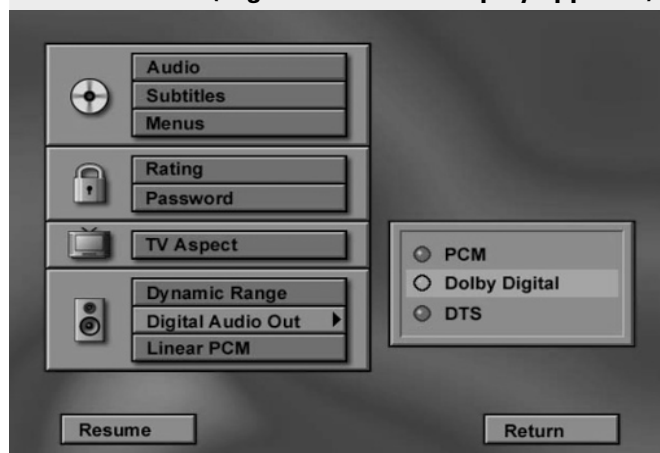 Audio
Subtitles
Menus
Rating
Password
TV Aspect
PCM
Dolby Digital
DTS
Dynamic Range
Digital Audio Out
Linear PCM
Resume
Return